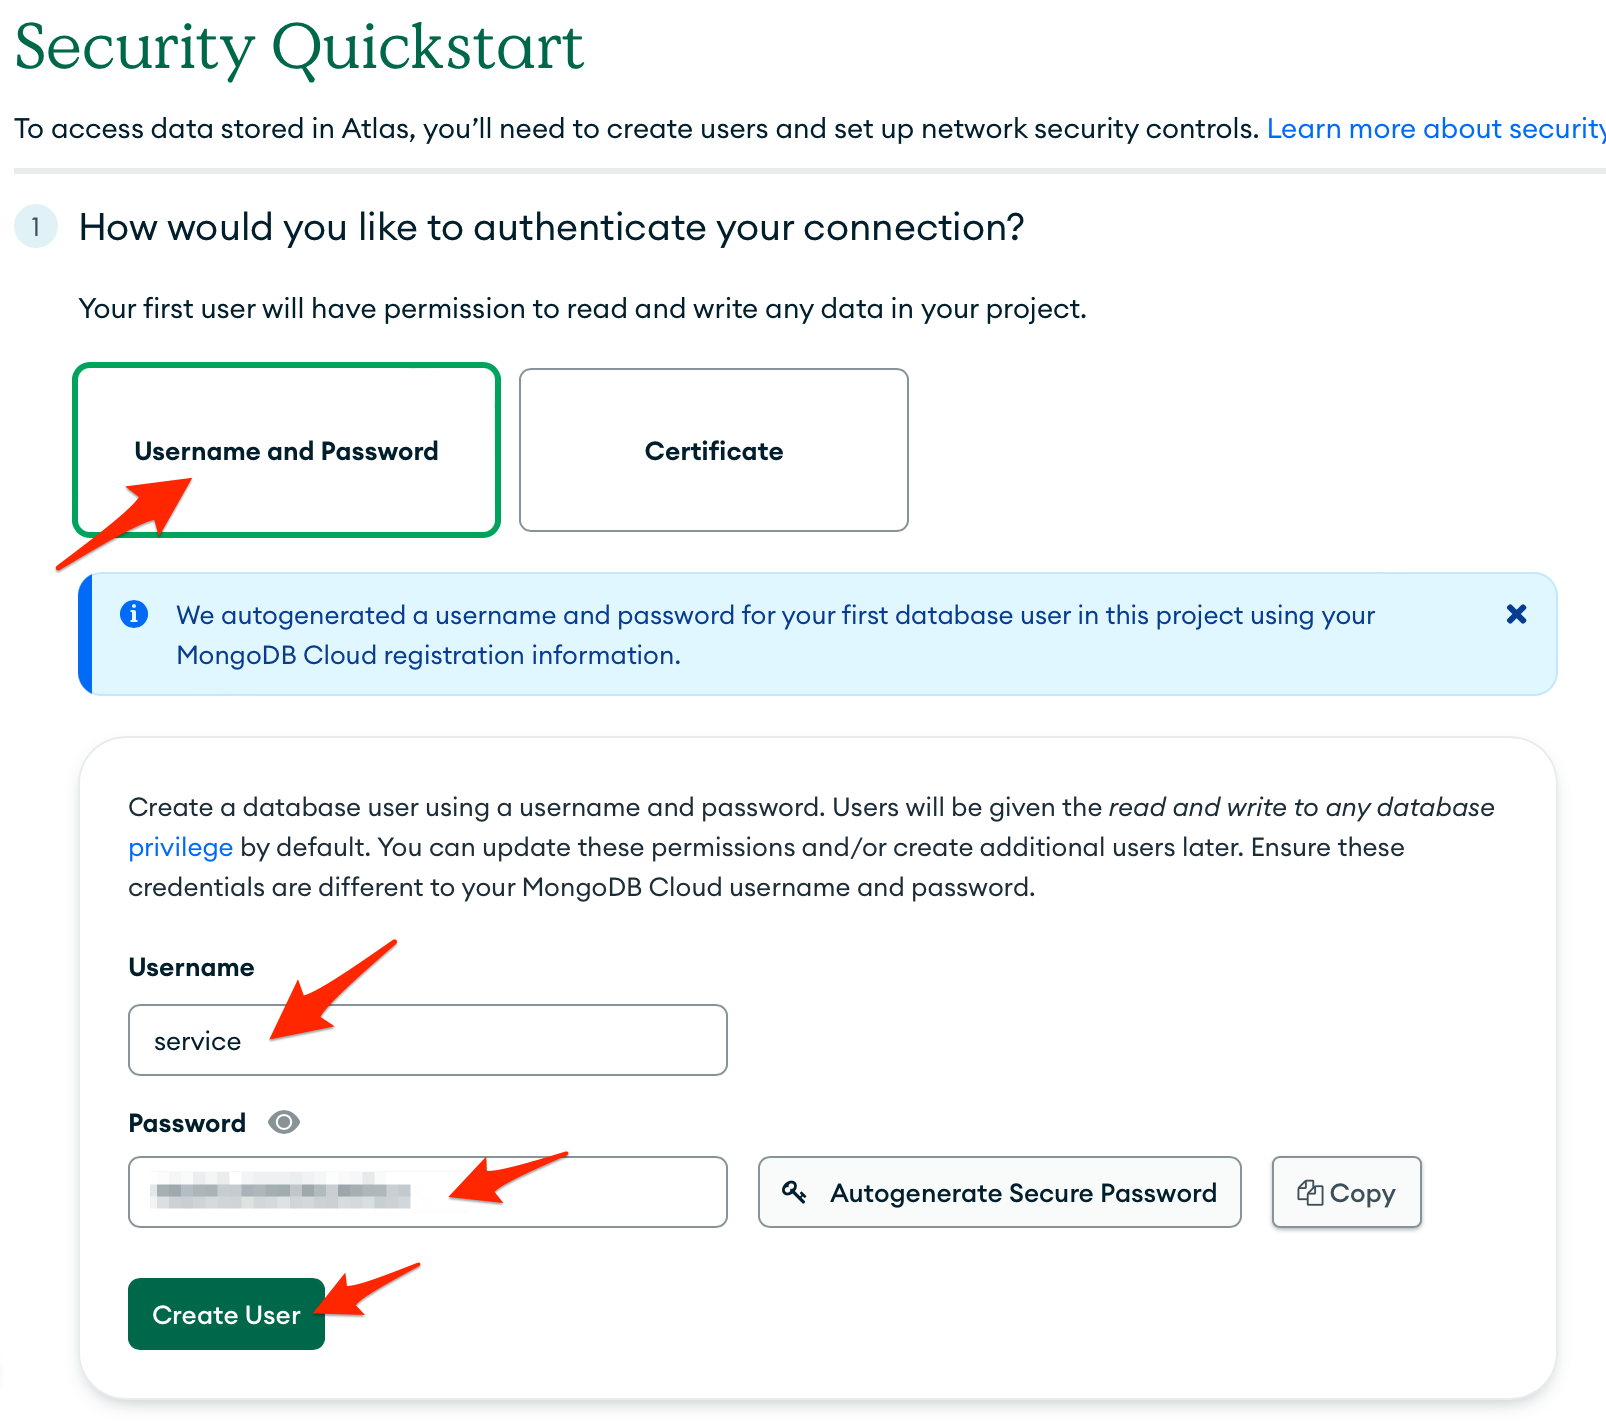 Security Quickstart
To access data stored in Atlas, you’ll need to create users and set up network security controls. Learn more about security
1 How would you like to authenticate your connection?
Your first user will have permission to read and write any data in your project.
Username and Password Certificate
We autogenerated a username and password for your first database user in this project using your
MongoDB Cloud registration information.
Create a database user using a username and password. Users will be given the read and write to any database
privilege by default. You can update these permissions and/or create additional users later. Ensure these
credentials are different to your MongoDB Cloud username and password.
Username
service
Password
Autogenerate Secure Password Copy
Create User